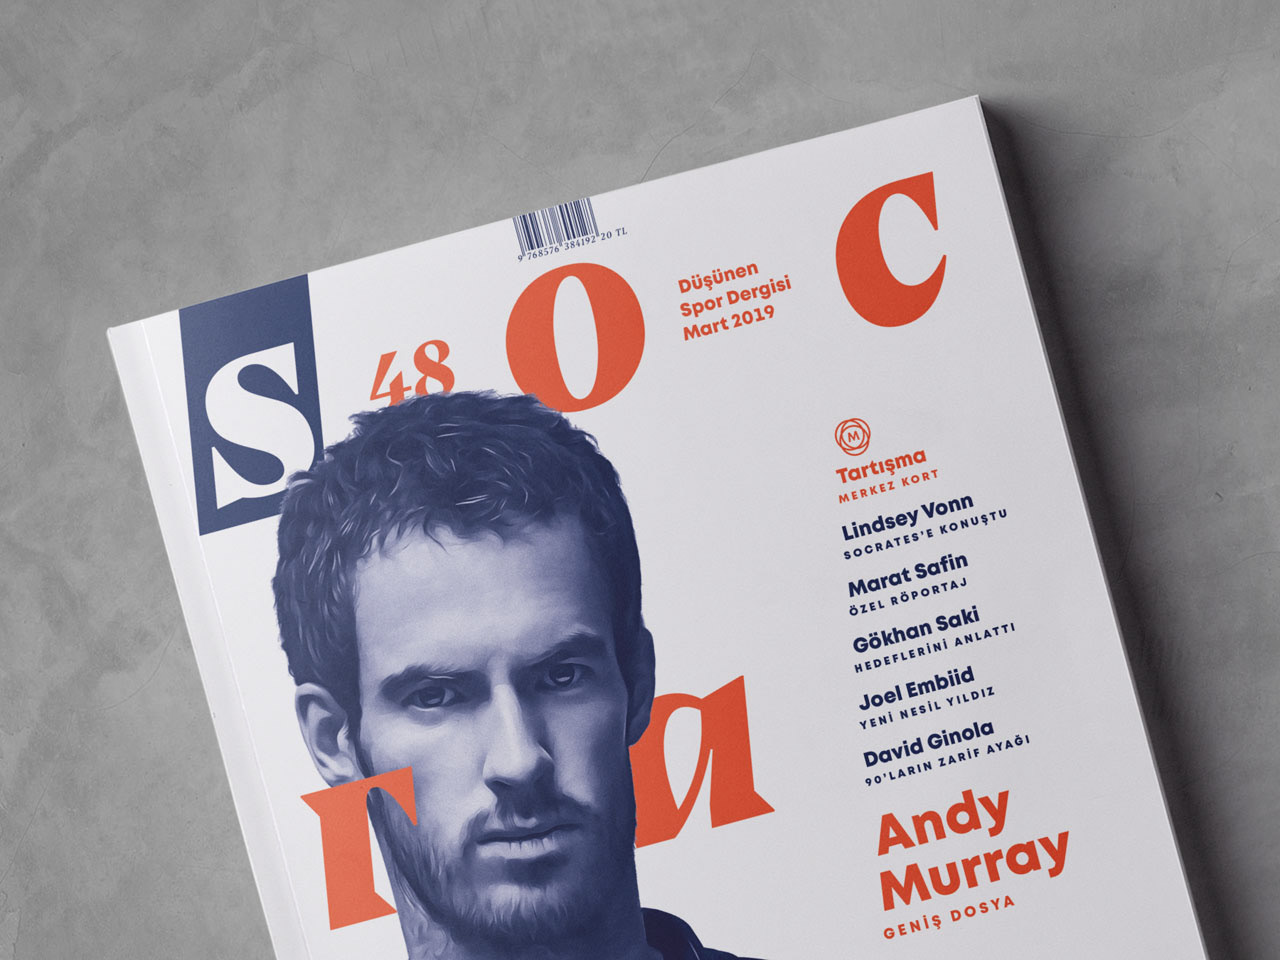 9 768576 384192 20 TL
S
48
o
c
Düşünen
Spor Dergisi
Mart 2019
M
Tartışma
MERKEZ KORT
Lindsey Vonn
SOCRATES'E KONUŞTU
Marat Safin
ÖZEL RÖPORTAJ
Gökhan Saki
HEDEFLERİNİ ANLATTI
Joel Embiid
YENİ NESİL YILDIZ
David Ginola
90'LARIN ZARİF AYAĞI
r
a
Andy
Murray
GENİŞ DOSYA